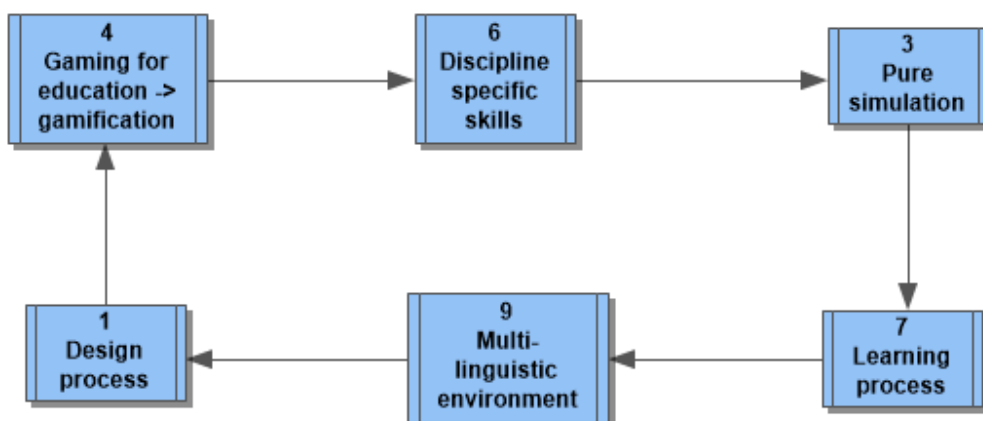 4
Gaming for
education ->
gamification
6
Discipline
specific
skills
3
Pure
simulation
1
Design
process
9
Multi-
linguistic
environment
7
Learning
process